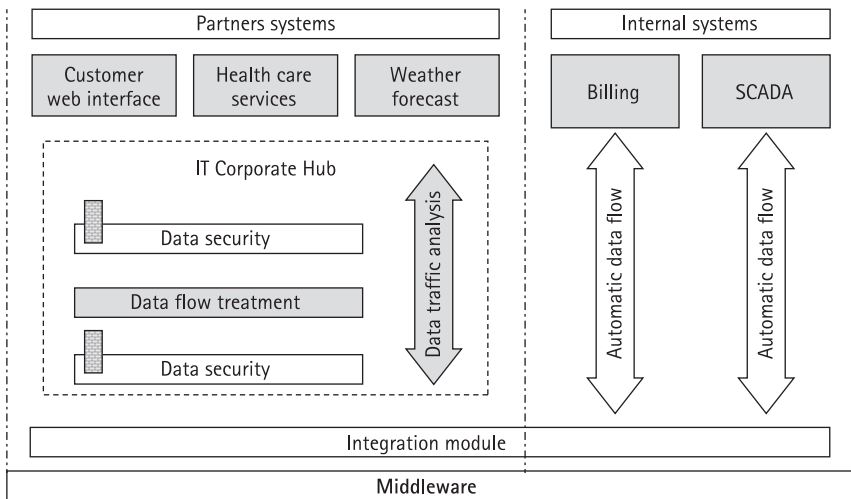 Partners systems
Internal systems
Customer
web interface
Health care
services
Weather
forecast
Billing
SCADA
IT Corporate Hub
Data security
Data flow treatment
Data security
Data traffic analysis
Automatic data flow
Automatic data flow
Integration module
Middleware